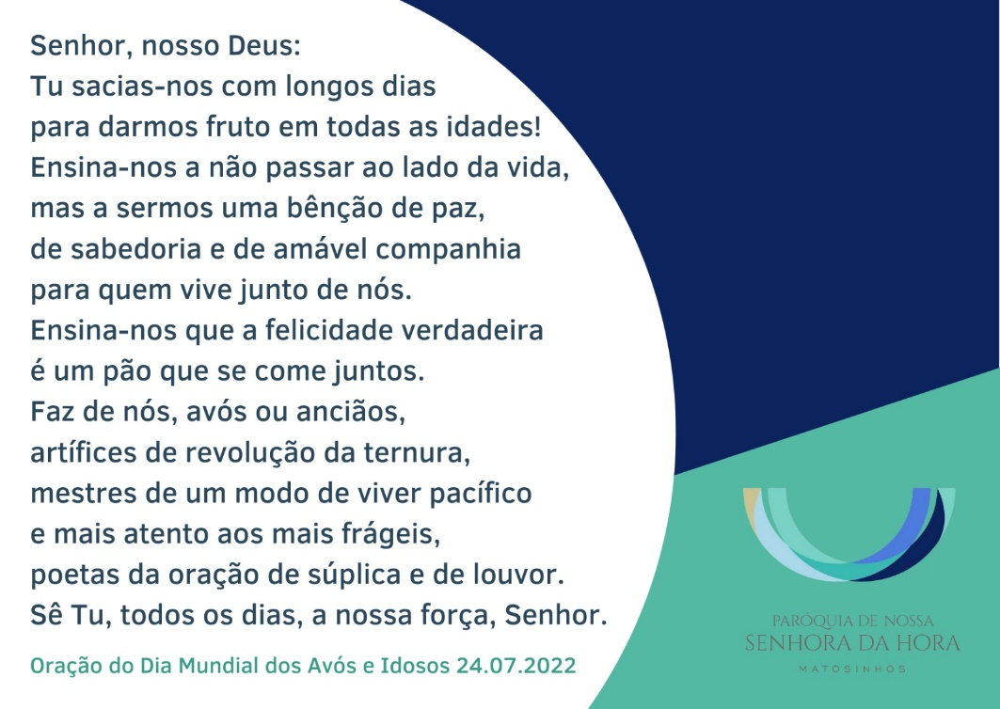 Senhor, nosso Deus:
Tu sacias-nos com longos dias
para darmos fruto em todas as idades!
Ensina-nos a não passar ao lado da vida,
mas a sermos uma bênção de paz,
de sabedoria e de amável companhia
para quem vive junto de nós.
Ensina-nos que a felicidade verdadeira
é um pão que se come juntos.
Faz de nós, avós ou anciãos,
artífices de revolução da ternura,
mestres de um modo de viver pacífico
e mais atento aos mais frágeis,
poetas da oração de súplica e de louvor.
Sê Tu, todos os dias, a nossa força, Senhor.
Oração do Dia Mundial dos Avós e Idosos 24.07.2022
PARÓQUIA DE NOSSA
SENHORA DA HORA
MATOSINHOS